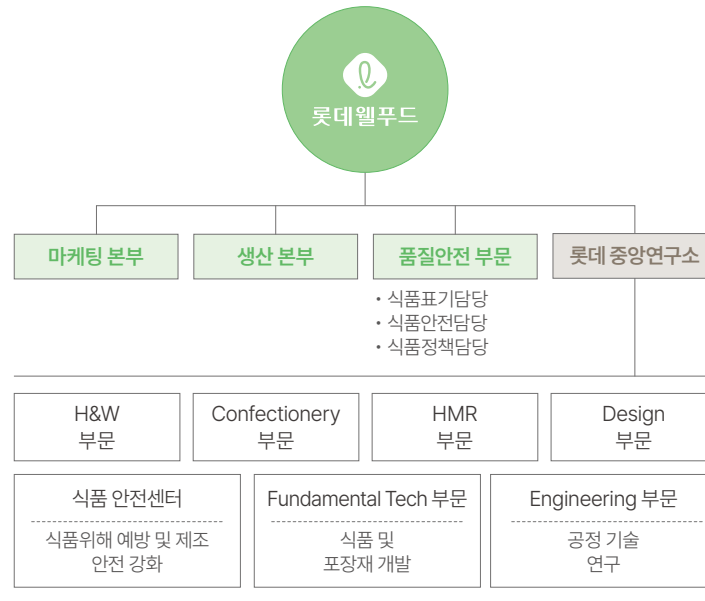 롯데웰푸드
마케팅 본부
생산 본부
품질안전 부문
롯데 중앙연구소
• 식품표기담당
• 식품안전담당
• 식품정책담당
H&W
부문
Confectionery
부문
HMR
부문
Design
부문
식품 안전센터
식품위해 예방 및 제조
안전 강화
Fundamental Tech 부문
식품 및
포장재 개발
Engineering 부문
공정 기술
연구